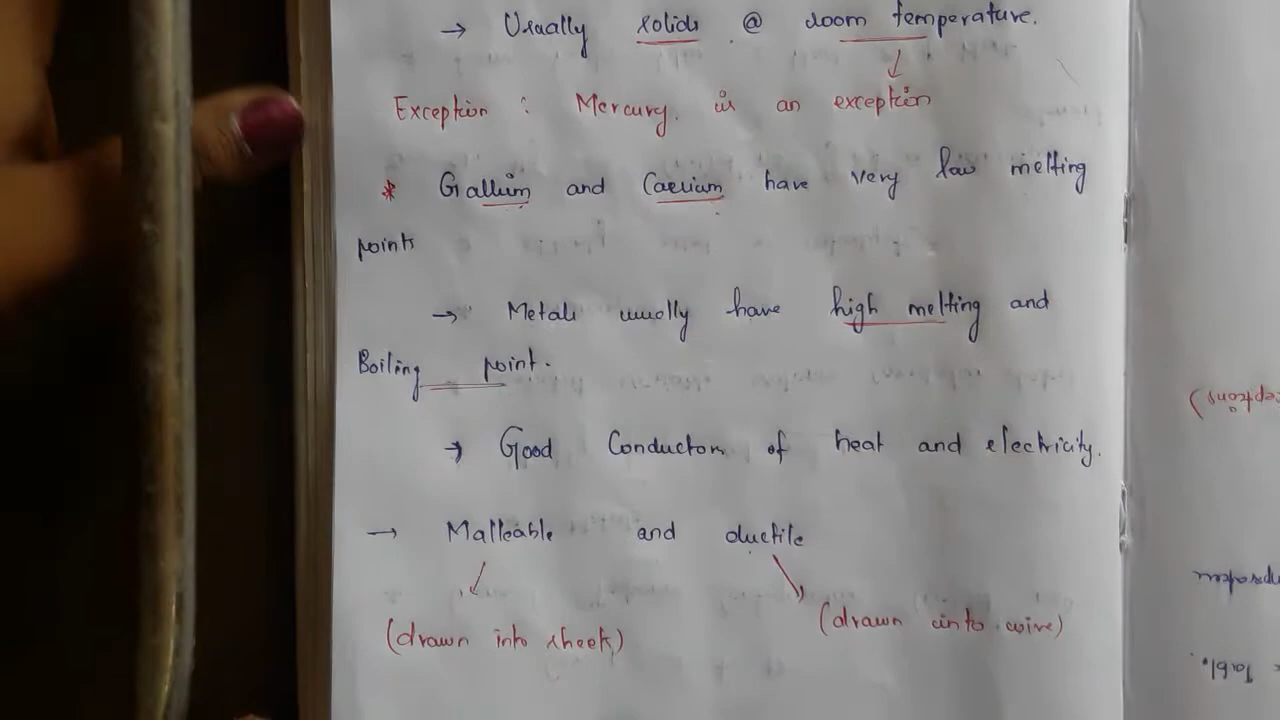 → Usually solids @ room temperature.
Exception : Mercury is an exception
* Gallium and Caesium have very low melting
points
→ Metals usually have high melting and
Boiling point.
→ Good Conductors of heat and electricity.
→ Malleable and ductile
(drawn into sheets) (drawn into wire)
Table.